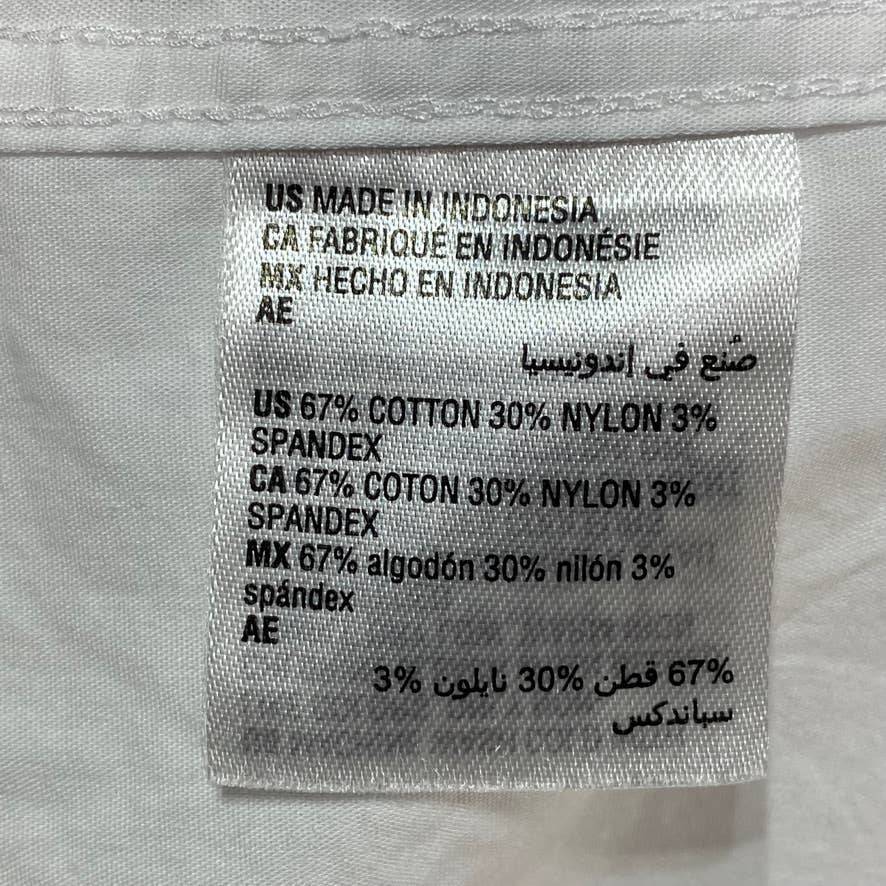 US MADE IN INDONESIA
CA FABRIQUÉ EN INDONÉSIE
MX HECHO EN INDONESIA
AE
صُنع في إندونيسيا
US 67% COTTON 30% NYLON 3%
SPANDEX
CA 67% COTON 30% NYLON 3%
SPANDEX
MX 67% algodón 30% nilón 3%
spándex
AE
67% قطن 30% نايلون 3%
سباندكس